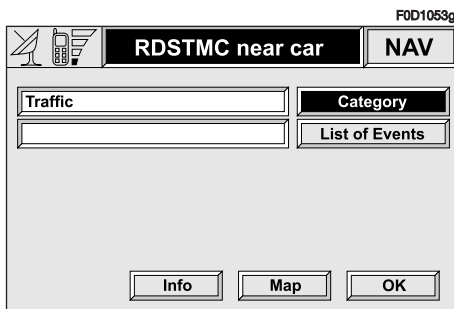 F0D1053g
RDSTMC near car NAV
Traffic Category
List of Events
Info Map OK